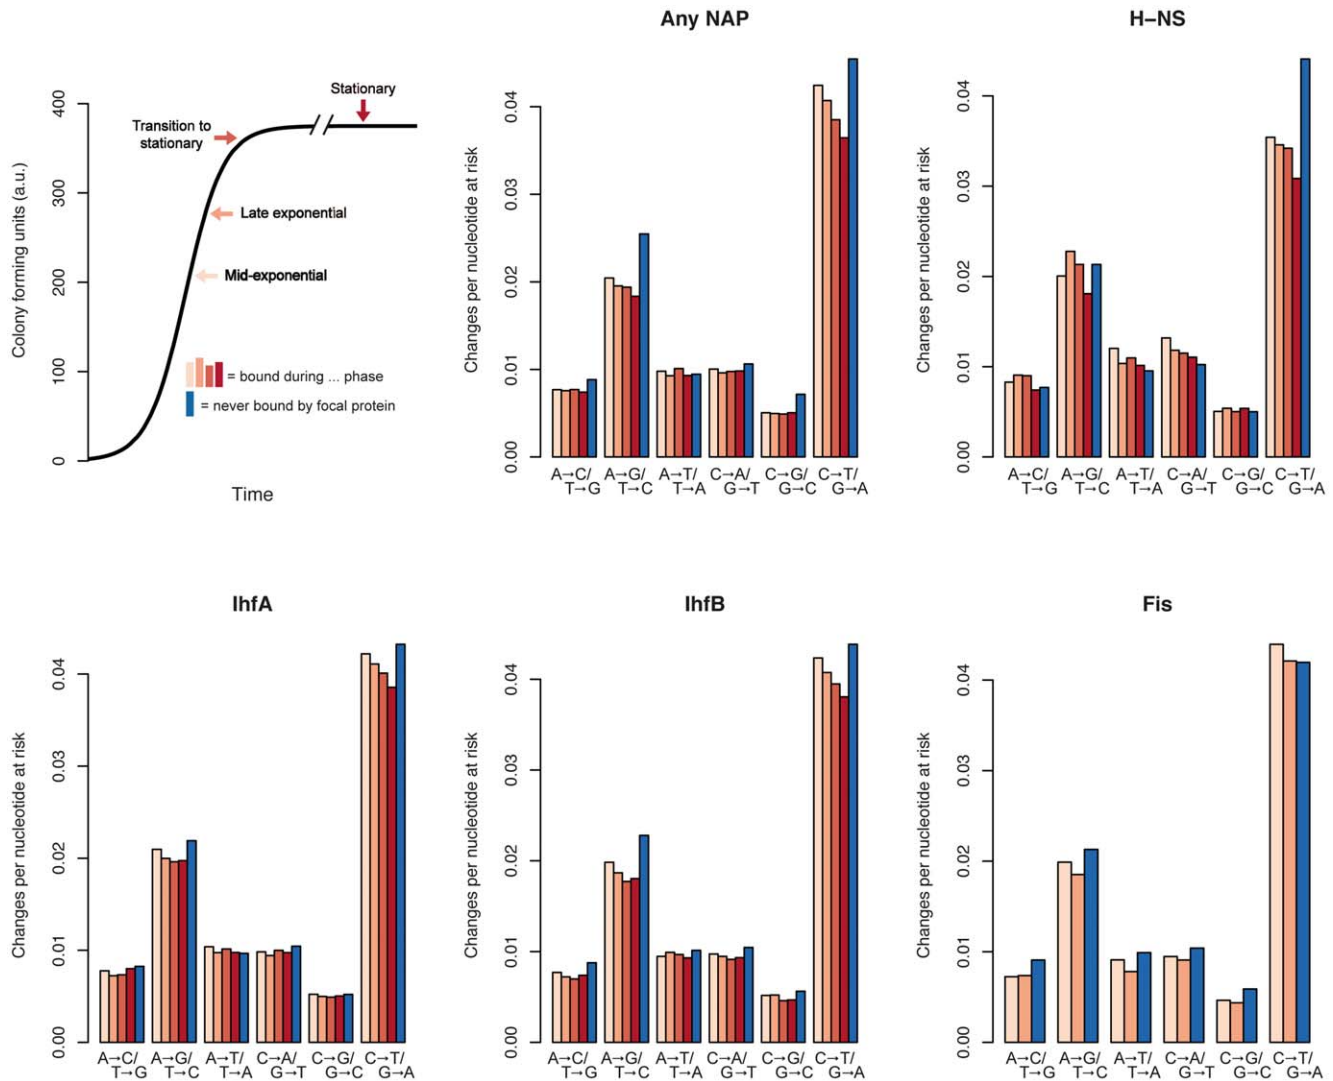 Any NAP
H–NS
Colony forming units (a.u.)
400
300
200
100
0
Time
Stationary
Transition to
stationary
Late exponential
Mid-exponential
= bound during ... phase
= never bound by focal protein
Changes per nucleotide at risk
0.04
0.03
0.02
0.01
0.00
A→C/ A→G/ A→T/ C→A/ C→G/ C→T/
T→G T→C T→A G→T G→C G→A
Changes per nucleotide at risk
0.04
0.03
0.02
0.01
0.00
A→C/ A→G/ A→T/ C→A/ C→G/ C→T/
T→G T→C T→A G→T G→C G→A
IhfA
IhfB
Fis
Changes per nucleotide at risk
0.04
0.03
0.02
0.01
0.00
A→C/ A→G/ A→T/ C→A/ C→G/ C→T/
T→G T→C T→A G→T G→C G→A
Changes per nucleotide at risk
0.04
0.03
0.02
0.01
0.00
A→C/ A→G/ A→T/ C→A/ C→G/ C→T/
T→G T→C T→A G→T G→C G→A
Changes per nucleotide at risk
0.04
0.03
0.02
0.01
0.00
A→C/ A→G/ A→T/ C→A/ C→G/ C→T/
T→G T→C T→A G→T G→C G→A